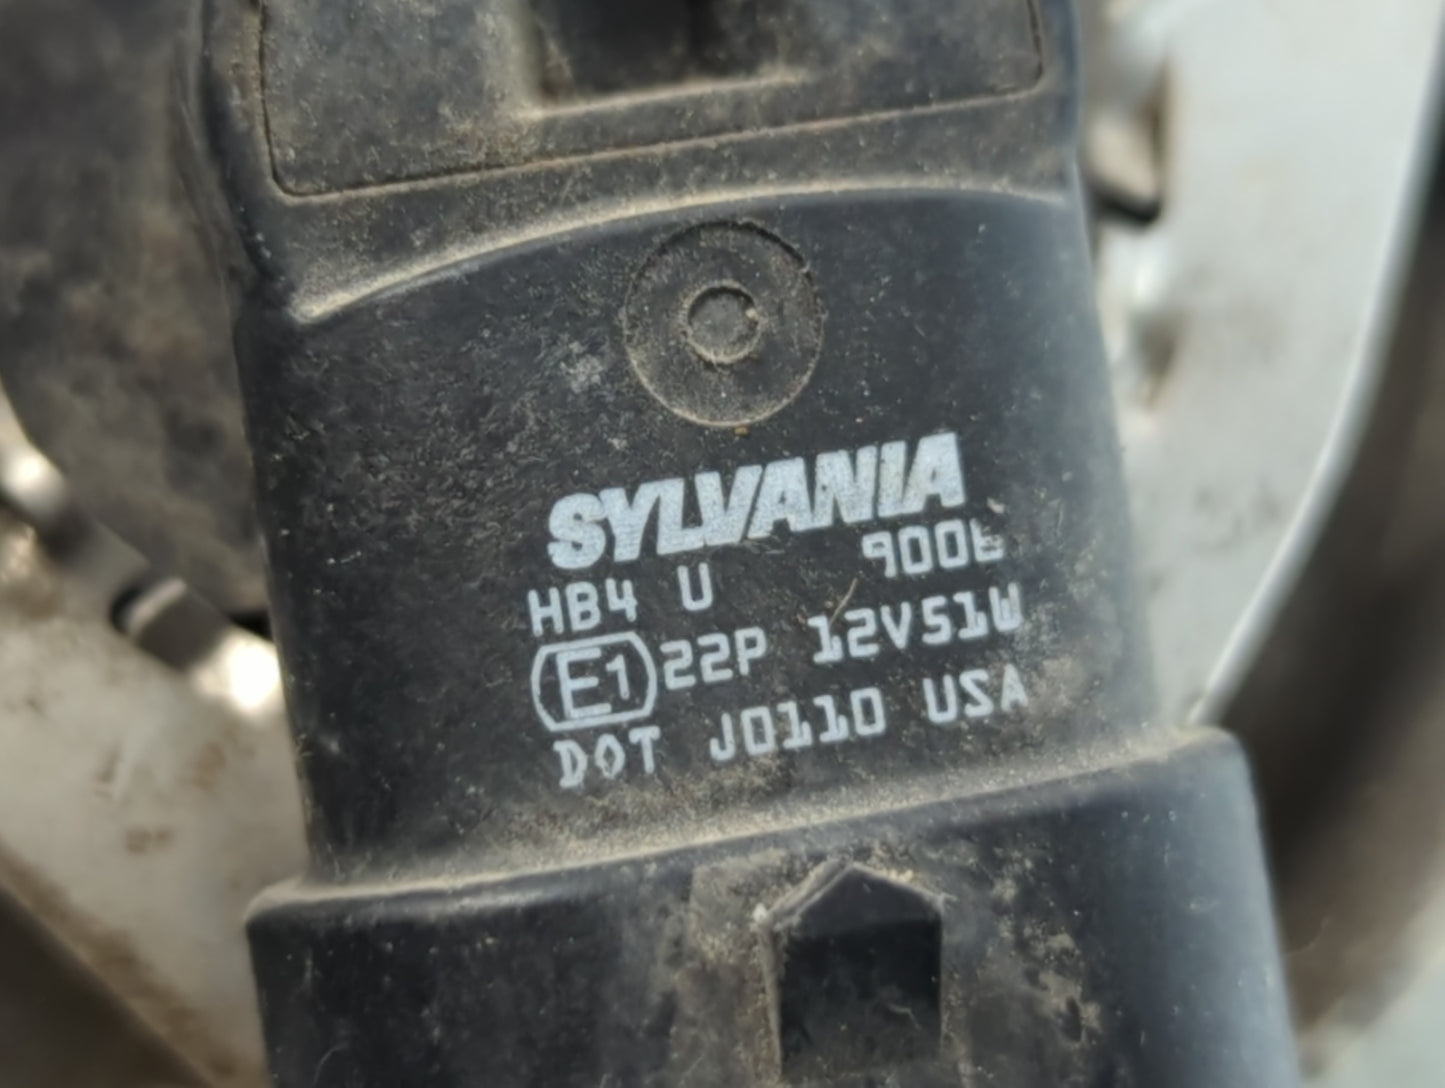 SYLVANIA
HB4 U 9006
E1 22P 12V51W
DOT J0110 USA